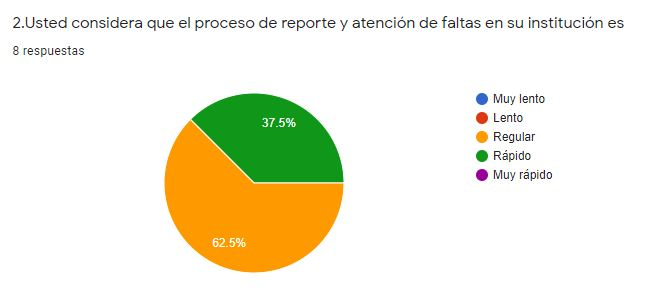 2.Usted considera que el proceso de reporte y atención de faltas en su institución es
8 respuestas
37.5%
62.5%
Muy lento
Lento
Regular
Rápido
Muy rápido